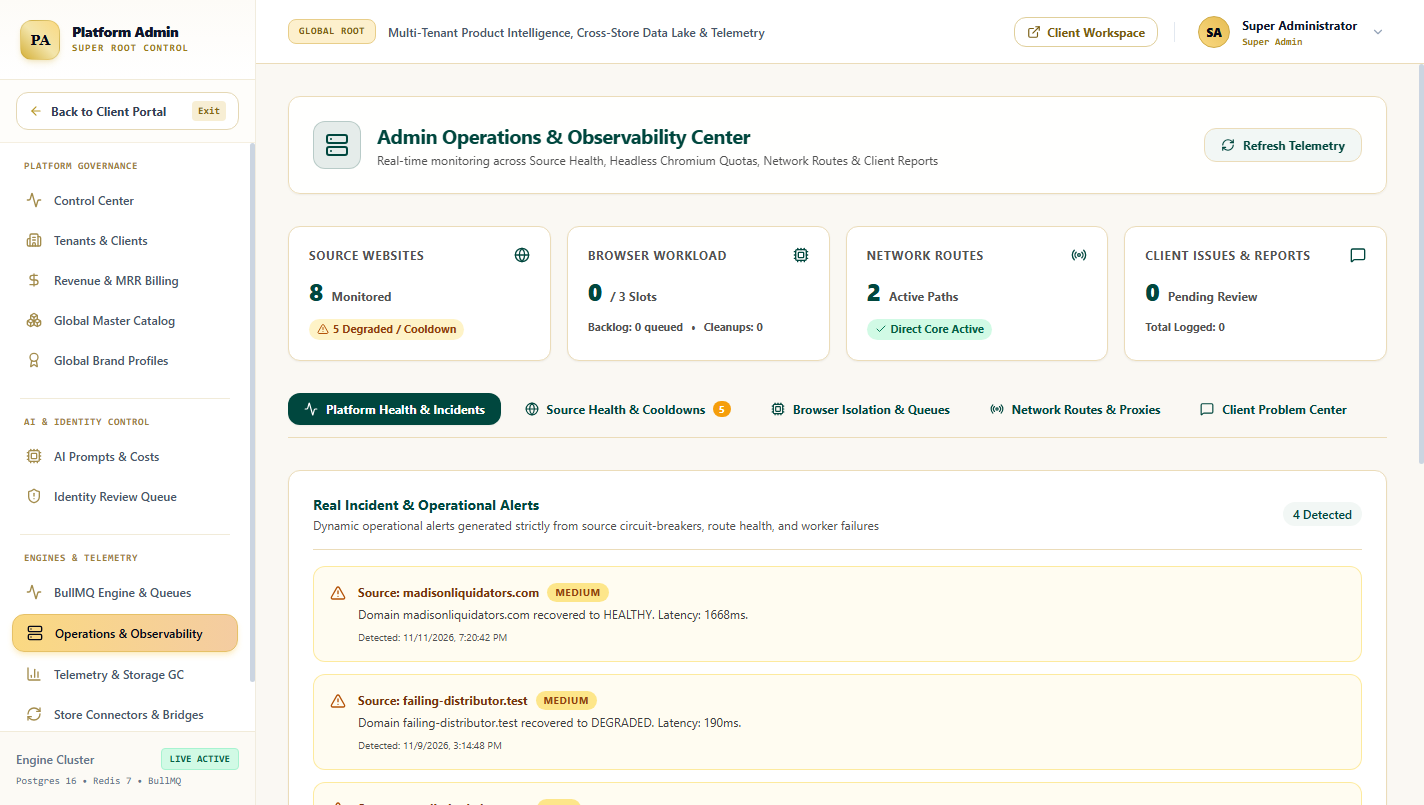 PA
Platform Admin
SUPER ROOT CONTROL
Back to Client Portal
Exit
PLATFORM GOVERNANCE
Control Center
Tenants & Clients
Revenue & MRR Billing
Global Master Catalog
Global Brand Profiles
AI & IDENTITY CONTROL
AI Prompts & Costs
Identity Review Queue
ENGINES & TELEMETRY
BullMQ Engine & Queues
Operations & Observability
Telemetry & Storage GC
Store Connectors & Bridges
Engine Cluster
LIVE ACTIVE
Postgres 16 • Redis 7 • BullMQ
GLOBAL ROOT
Multi-Tenant Product Intelligence, Cross-Store Data Lake & Telemetry
Client Workspace
SA
Super Administrator
Super Admin
Admin Operations & Observability Center
Real-time monitoring across Source Health, Headless Chromium Quotas, Network Routes & Client Reports
Refresh Telemetry
SOURCE WEBSITES
8 Monitored
5 Degraded / Cooldown
BROWSER WORKLOAD
0 / 3 Slots
Backlog: 0 queued • Cleanups: 0
NETWORK ROUTES
2 Active Paths
Direct Core Active
CLIENT ISSUES & REPORTS
0 Pending Review
Total Logged: 0
Platform Health & Incidents
Source Health & Cooldowns 5
Browser Isolation & Queues
Network Routes & Proxies
Client Problem Center
Real Incident & Operational Alerts
Dynamic operational alerts generated strictly from source circuit-breakers, route health, and worker failures
4 Detected
Source: madisonliquidators.com MEDIUM
Domain madisonliquidators.com recovered to HEALTHY. Latency: 1668ms.
Detected: 11/11/2026, 7:20:42 PM
Source: failing-distributor.test MEDIUM
Domain failing-distributor.test recovered to DEGRADED. Latency: 190ms.
Detected: 11/9/2026, 3:14:48 PM